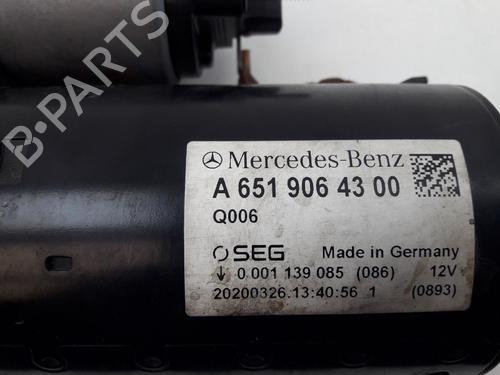 Mercedes-Benz
A 651 906 43 00
Q006
SEG Made in Germany
0 001 139 085 (086) 12V
20200326.13:40:56 1 (0893)
B-PARTS